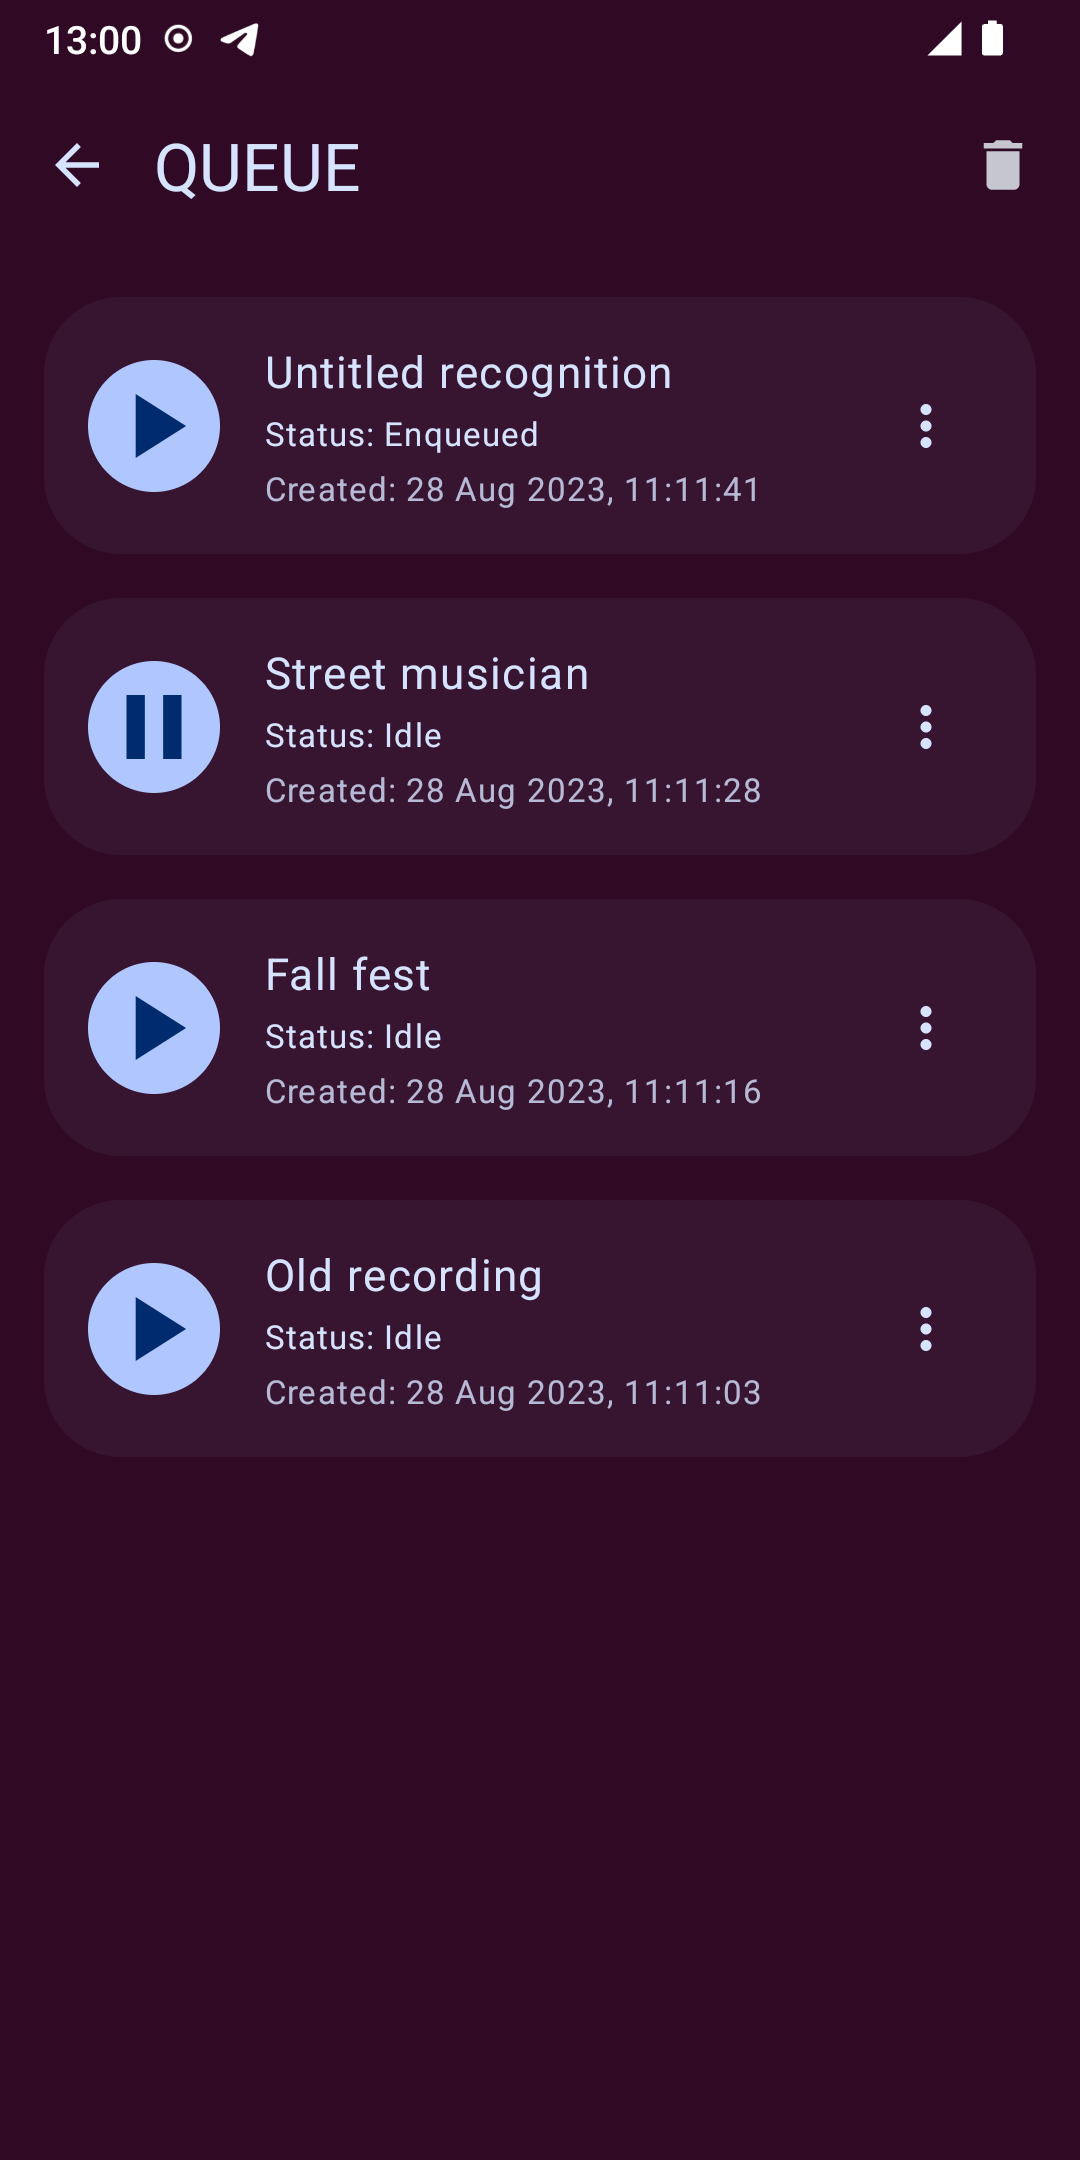 13:00
QUEUE
Untitled recognition
Status: Enqueued
Created: 28 Aug 2023, 11:11:41
Street musician
Status: Idle
Created: 28 Aug 2023, 11:11:28
Fall fest
Status: Idle
Created: 28 Aug 2023, 11:11:16
Old recording
Status: Idle
Created: 28 Aug 2023, 11:11:03